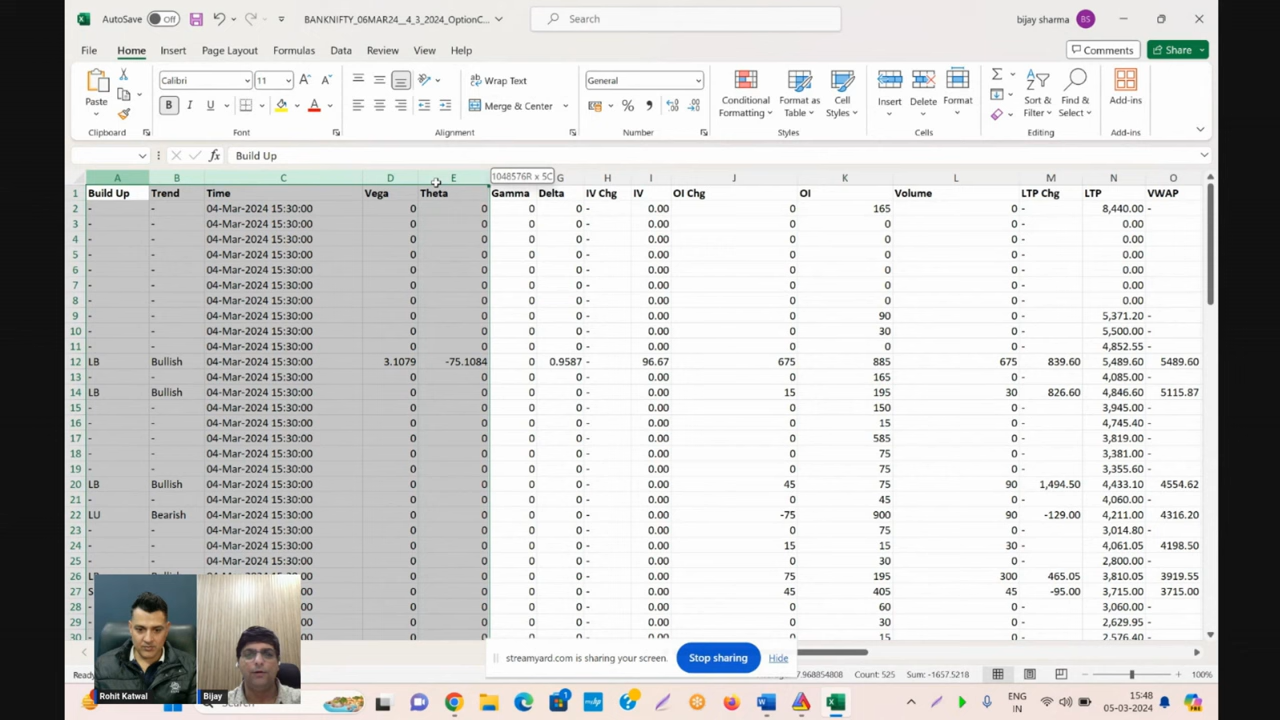 AutoSave Off BANKNIFTY_06MAR24__4_3_2024_OptionC... Search bijay sharma BS
File Home Insert Page Layout Formulas Data Review View Help Comments Share
Paste Calibri 11 Wrap Text General Conditional Formatting Format as Table Cell Styles Insert Delete Format Sort & Filter Find & Select Add-ins
B I U Merge & Center
Clipboard Font Alignment Number Styles Cells Editing Add-ins
fx Build Up
A B C D E 1048576R x 5C G H I J K L M N O
1 Build Up Trend Time Vega Theta Gamma Delta IV Chg IV OI Chg OI Volume LTP Chg LTP VWAP
2 - - 04-Mar-2024 15:30:00 0 0 0 0 - 0.00 0 165 0 - 8,440.00 -
3 - - 04-Mar-2024 15:30:00 0 0 0 0 - 0.00 0 0 0 - 0.00
4 - - 04-Mar-2024 15:30:00 0 0 0 0 - 0.00 0 0 0 - 0.00
5 - - 04-Mar-2024 15:30:00 0 0 0 0 - 0.00 0 0 0 - 0.00
6 - - 04-Mar-2024 15:30:00 0 0 0 0 - 0.00 0 0 0 - 0.00
7 - - 04-Mar-2024 15:30:00 0 0 0 0 - 0.00 0 0 0 - 0.00
8 - - 04-Mar-2024 15:30:00 0 0 0 0 - 0.00 0 0 0 - 0.00
9 - - 04-Mar-2024 15:30:00 0 0 0 0 - 0.00 0 90 0 - 5,371.20 -
10 - - 04-Mar-2024 15:30:00 0 0 0 0 - 0.00 0 30 0 - 5,500.00 -
11 - - 04-Mar-2024 15:30:00 0 0 0 0 - 0.00 0 0 0 - 4,852.55 -
12 LB Bullish 04-Mar-2024 15:30:00 3.1079 -75.1084 0 0.9587 - 96.67 675 885 675 839.60 5,489.60 5489.60
13 - - 04-Mar-2024 15:30:00 0 0 0 0 - 0.00 0 165 0 - 4,085.00 -
14 LB Bullish 04-Mar-2024 15:30:00 0 0 0 0 - 0.00 15 195 30 826.60 4,846.60 5115.87
15 - - 04-Mar-2024 15:30:00 0 0 0 0 - 0.00 0 150 0 - 3,945.00 -
16 - - 04-Mar-2024 15:30:00 0 0 0 0 - 0.00 0 15 0 - 4,745.40 -
17 - - 04-Mar-2024 15:30:00 0 0 0 0 - 0.00 0 585 0 - 3,819.00 -
18 - - 04-Mar-2024 15:30:00 0 0 0 0 - 0.00 0 75 0 - 3,381.00 -
19 - - 04-Mar-2024 15:30:00 0 0 0 0 - 0.00 0 75 0 - 3,355.60 -
20 LB Bullish 04-Mar-2024 15:30:00 0 0 0 0 - 0.00 45 75 90 1,494.50 4,433.10 4554.62
21 - - 04-Mar-2024 15:30:00 0 0 0 0 - 0.00 0 45 0 - 4,060.00 -
22 LU Bearish 04-Mar-2024 15:30:00 0 0 0 0 - 0.00 -75 900 90 -129.00 4,211.00 4316.20
23 - - 04-Mar-2024 15:30:00 0 0 0 0 - 0.00 0 75 0 - 3,014.80 -
24 - - 04-Mar-2024 15:30:00 0 0 0 0 - 0.00 15 15 30 - 4,061.05 4198.50
25 - - 04-Mar-2024 15:30:00 0 0 0 0 - 0.00 0 30 0 - 2,800.00 -
26 :30:00 0 0 0 0 - 0.00 75 195 300 465.05 3,810.05 3919.55
27 :30:00 0 0 0 0 - 0.00 45 405 45 -95.00 3,715.00 3715.00
28 :30:00 0 0 0 0 - 0.00 0 60 0 - 3,060.00 -
29 :30:00 0 0 0 0 - 0.00 0 45 0 - 2,629.95 -
30 :30:00 0 0 0 0 - 0.00 0 15 0 - 2,576.40 -
streamyard.com is sharing your screen. Stop sharing Hide
Count: 525 Sum: -1657.5218 100%
Rohit Katwal Bijay
ENG IN 15:48 05-03-2024